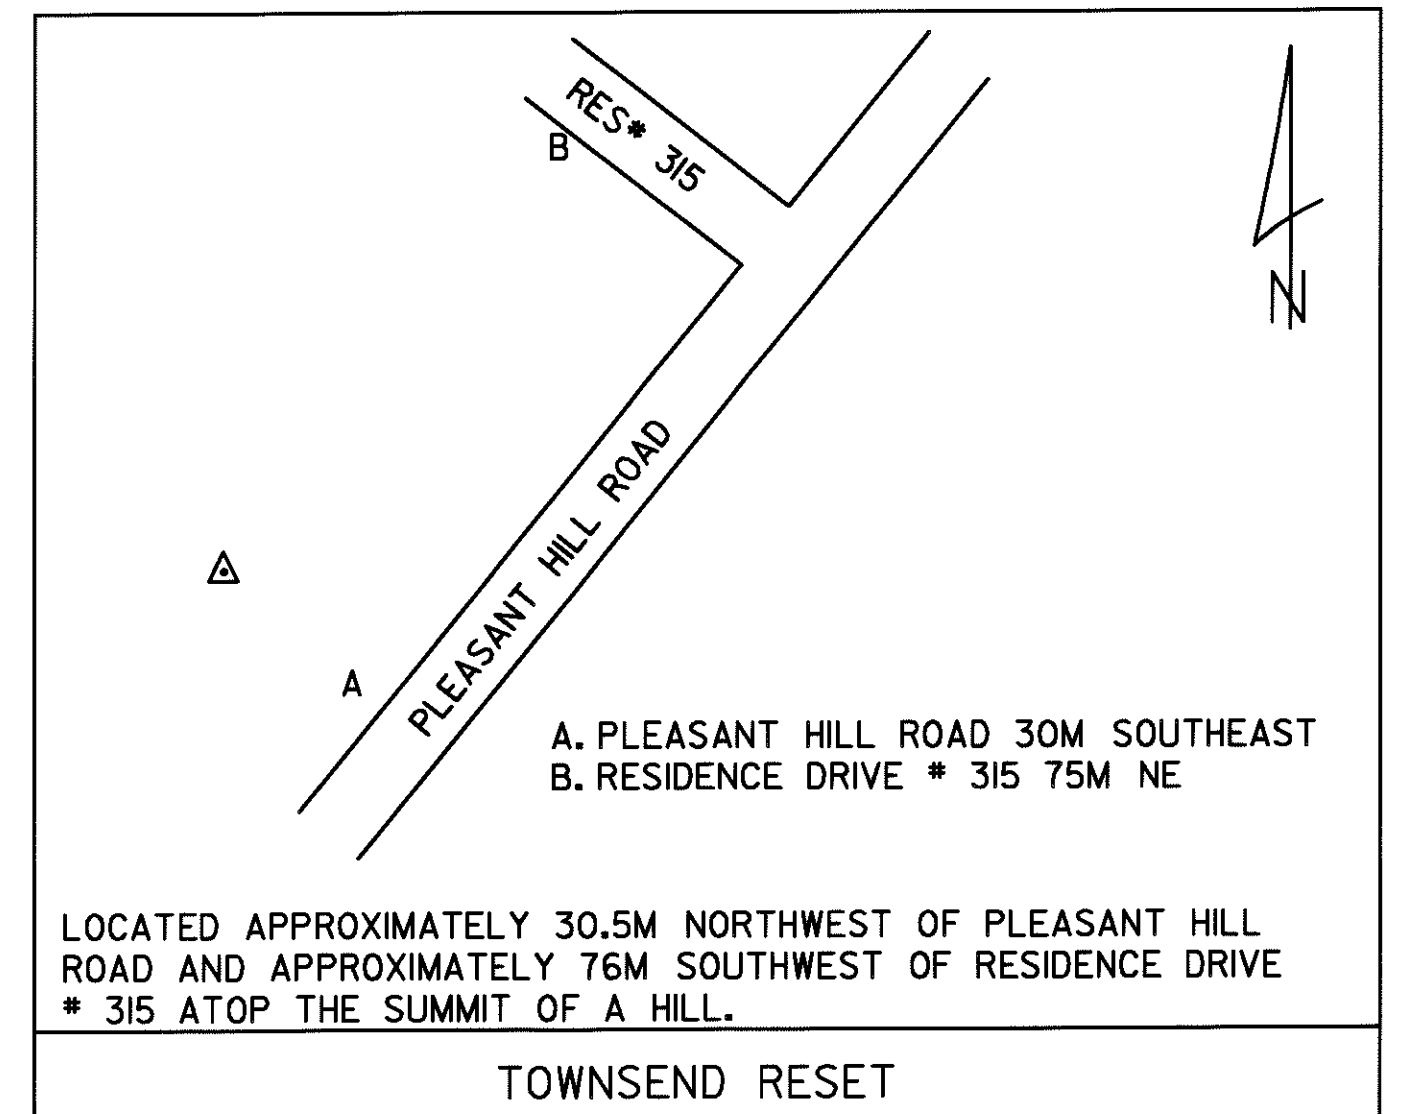 RES# 315
B
N
PLEASANT HILL ROAD
A
A. PLEASANT HILL ROAD 30M SOUTHEAST
B. RESIDENCE DRIVE # 315 75M NE
LOCATED APPROXIMATELY 30.5M NORTHWEST OF PLEASANT HILL
ROAD AND APPROXIMATELY 76M SOUTHWEST OF RESIDENCE DRIVE
# 315 ATOP THE SUMMIT OF A HILL.
TOWNSEND RESET